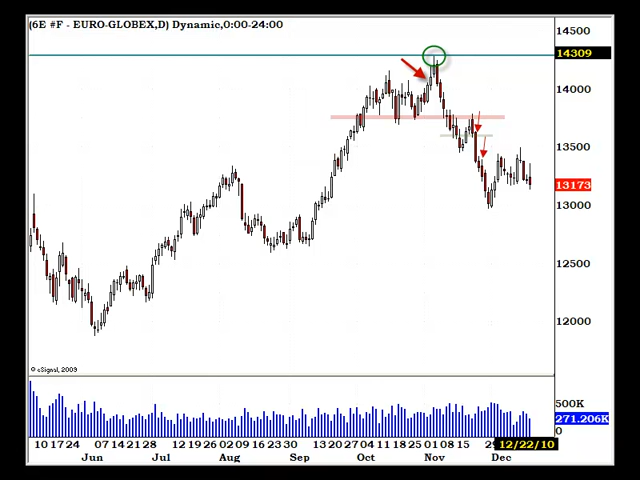 (6E #F - EURO-GLOBEX,D) Dynamic,0:00-24:00
14500
14309
14000
13500
13173
13000
12500
12000
© eSignal, 2009
500K
271.206K
0
10 17 24 07 14 21 28 12 19 26 02 09 16 23 30 13 20 27 04 11 18 25 01 08 15 29 12/22/10
Jun Jul Aug Sep Oct Nov Dec